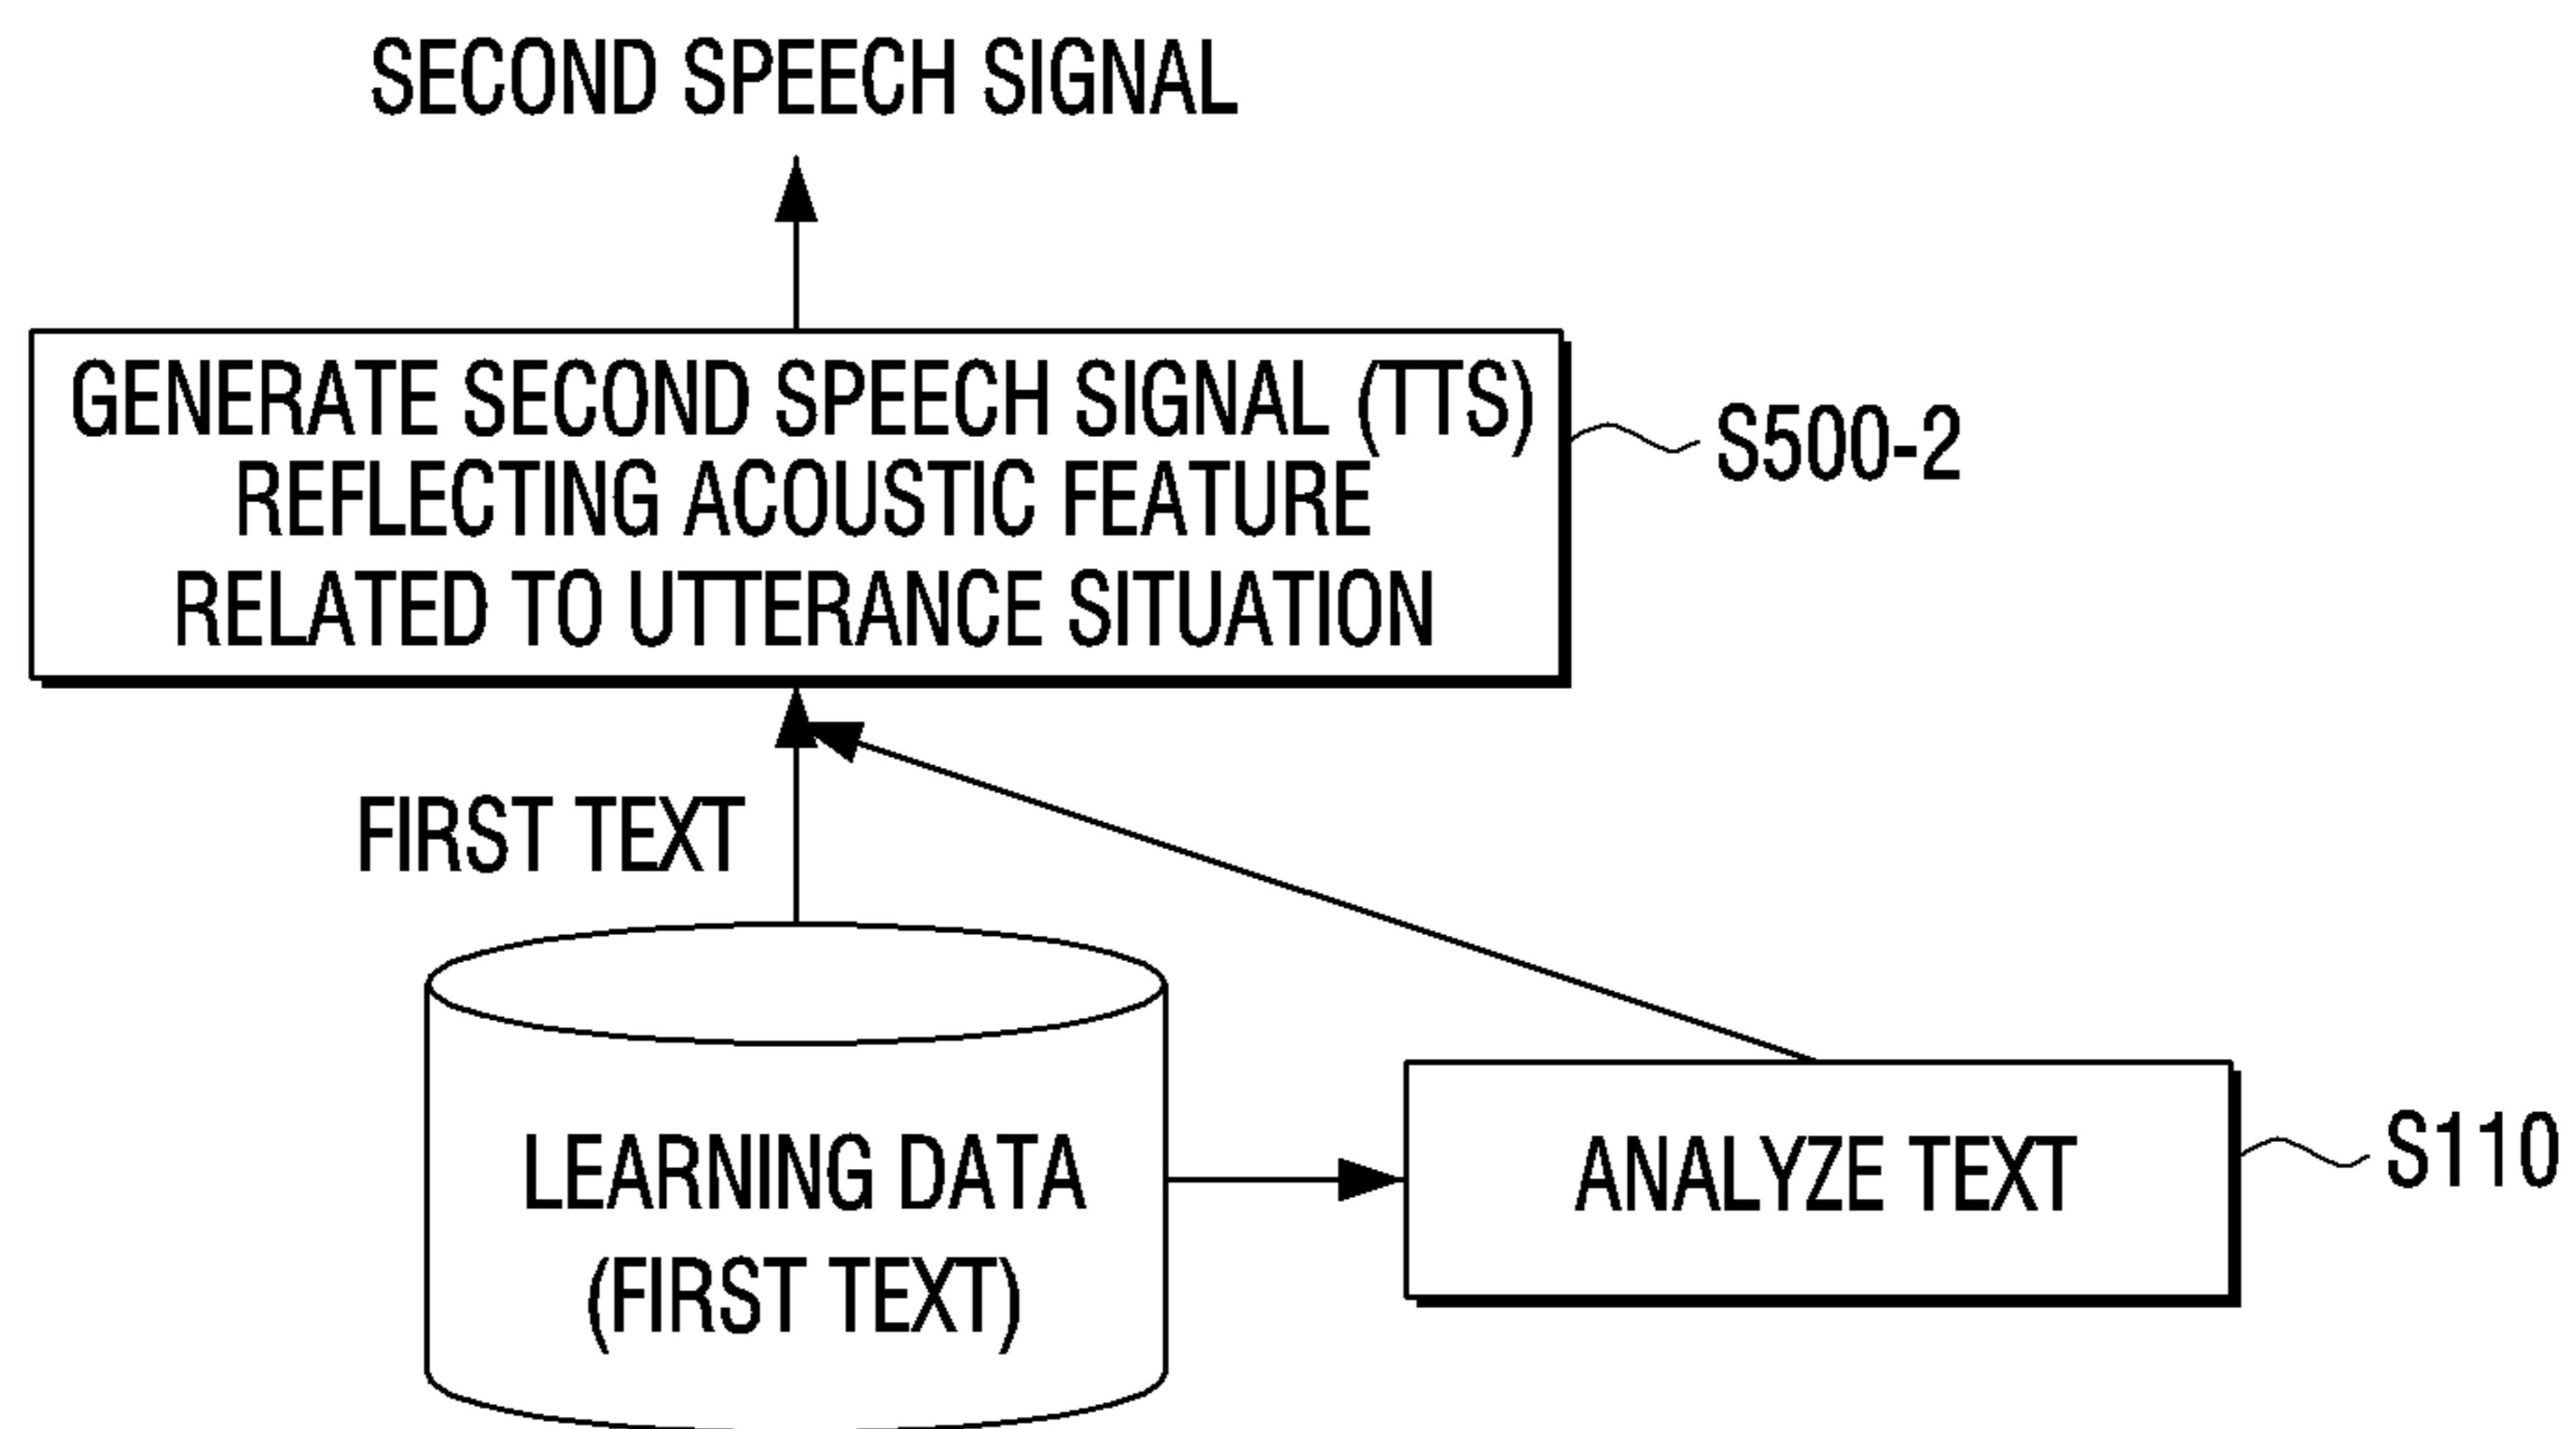 SECOND SPEECH SIGNAL
GENERATE SECOND SPEECH SIGNAL (TTS)
REFLECTING ACOUSTIC FEATURE
RELATED TO UTTERANCE SITUATION
S500-2
FIRST TEXT
LEARNING DATA
(FIRST TEXT)
ANALYZE TEXT
S110